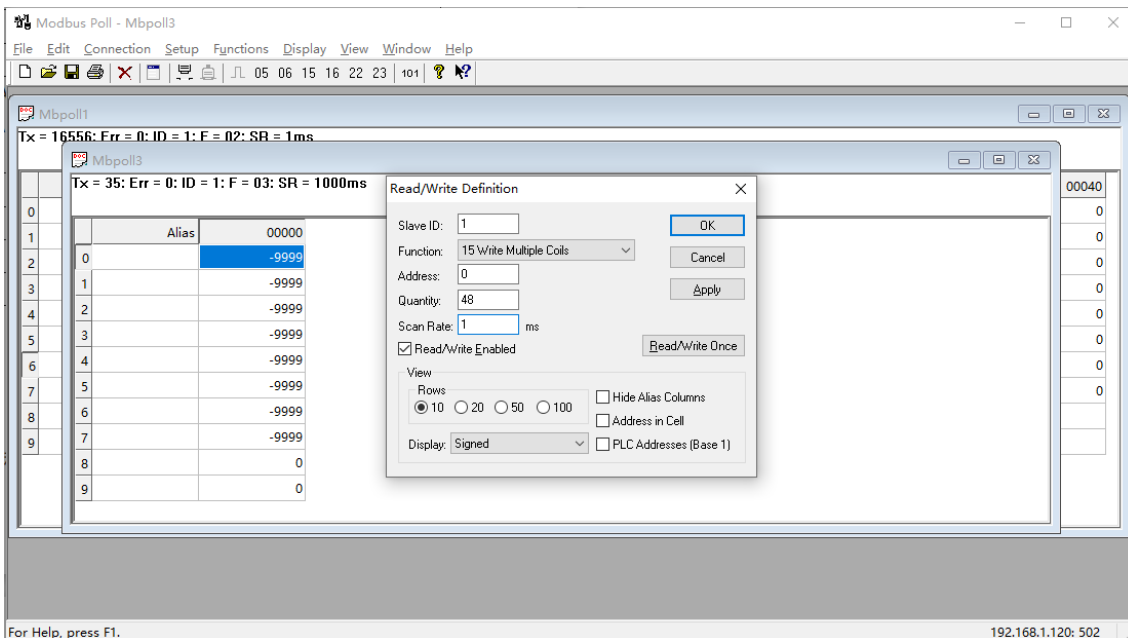 Modbus Poll - Mbpoll3
File Edit Connection Setup Functions Display View Window Help
05 06 15 16 22 23 101
Mbpoll1
Tx = 16556: Err = 0: ID = 1: F = 02: SR = 1ms
00040
0 0
1 0
2 0
3 0
4 0
5 0
6 0
7 0
8
9
Mbpoll3
Tx = 35: Err = 0: ID = 1: F = 03: SR = 1000ms
Alias 00000
0 -9999
1 -9999
2 -9999
3 -9999
4 -9999
5 -9999
6 -9999
7 -9999
8 0
9 0
Read/Write Definition
Slave ID: 1 OK
Function: 15 Write Multiple Coils Cancel
Address: 0
Apply
Quantity: 48
Scan Rate: 1 ms
Read/Write Enabled Read/Write Once
View
Rows
10 20 50 100
Hide Alias Columns
Address in Cell
Display: Signed PLC Addresses (Base 1)
For Help, press F1. 192.168.1.120: 502